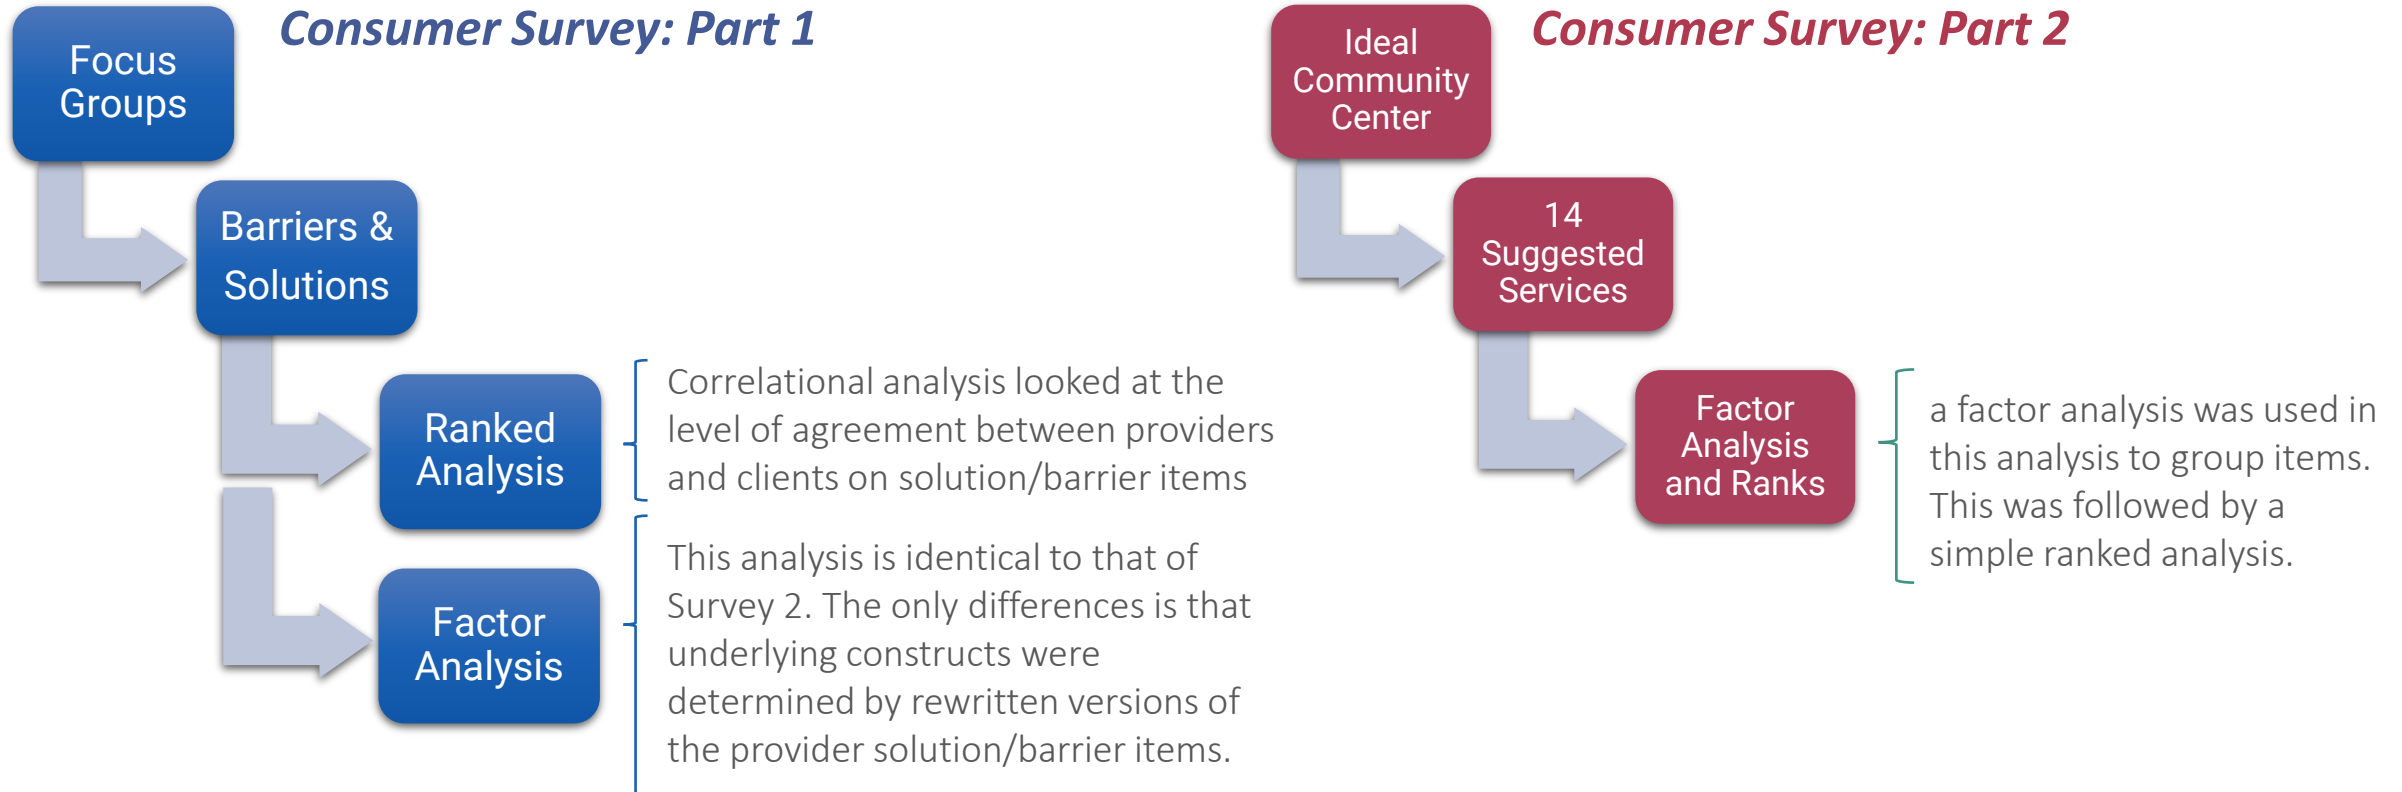 Consumer Survey: Part 1
Focus
Groups
Barriers &
Solutions
Ranked
Analysis
Correlational analysis looked at the
level of agreement between providers
and clients on solution/barrier items
Factor
Analysis
This analysis is identical to that of
Survey 2. The only differences is that
underlying constructs were
determined by rewritten versions of
the provider solution/barrier items.
Consumer Survey: Part 2
Ideal
Community
Center
14
Suggested
Services
Factor
Analysis
and Ranks
a factor analysis was used in
this analysis to group items.
This was followed by a
simple ranked analysis.